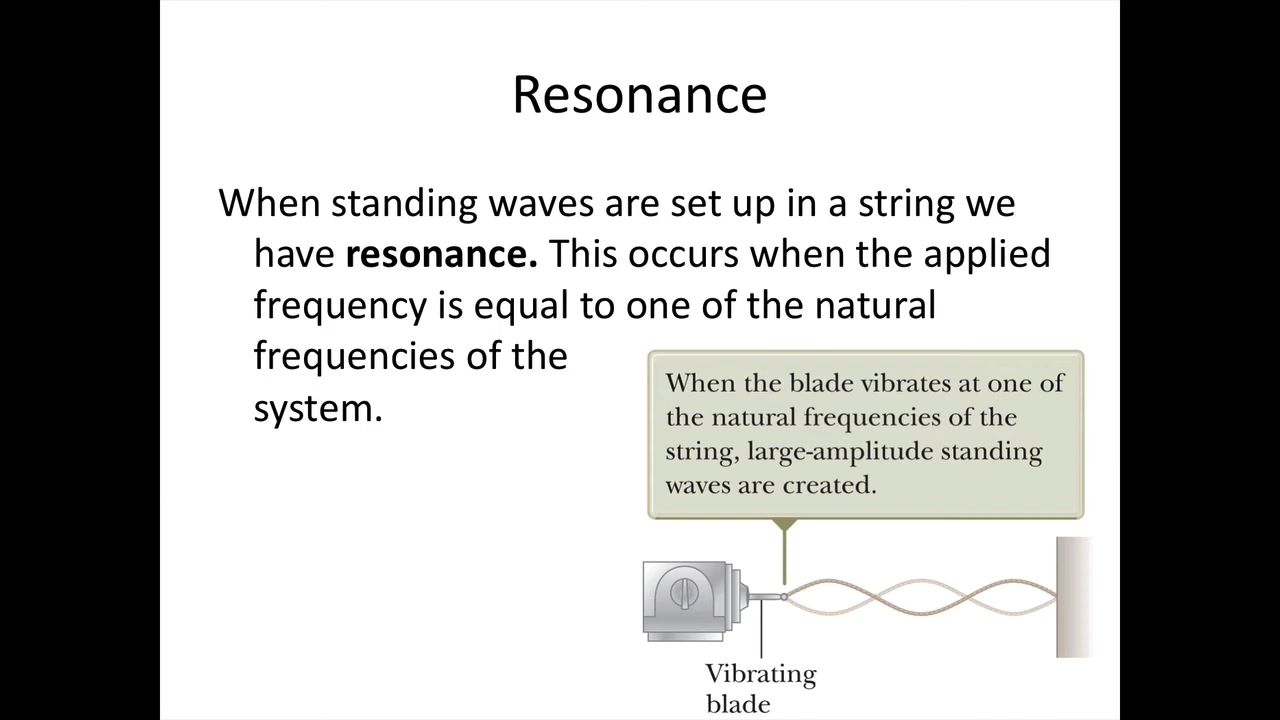 Resonance
When standing waves are set up in a string we
have resonance. This occurs when the applied
frequency is equal to one of the natural
frequencies of the
system.
When the blade vibrates at one of
the natural frequencies of the
string, large-amplitude standing
waves are created.
Vibrating
blade